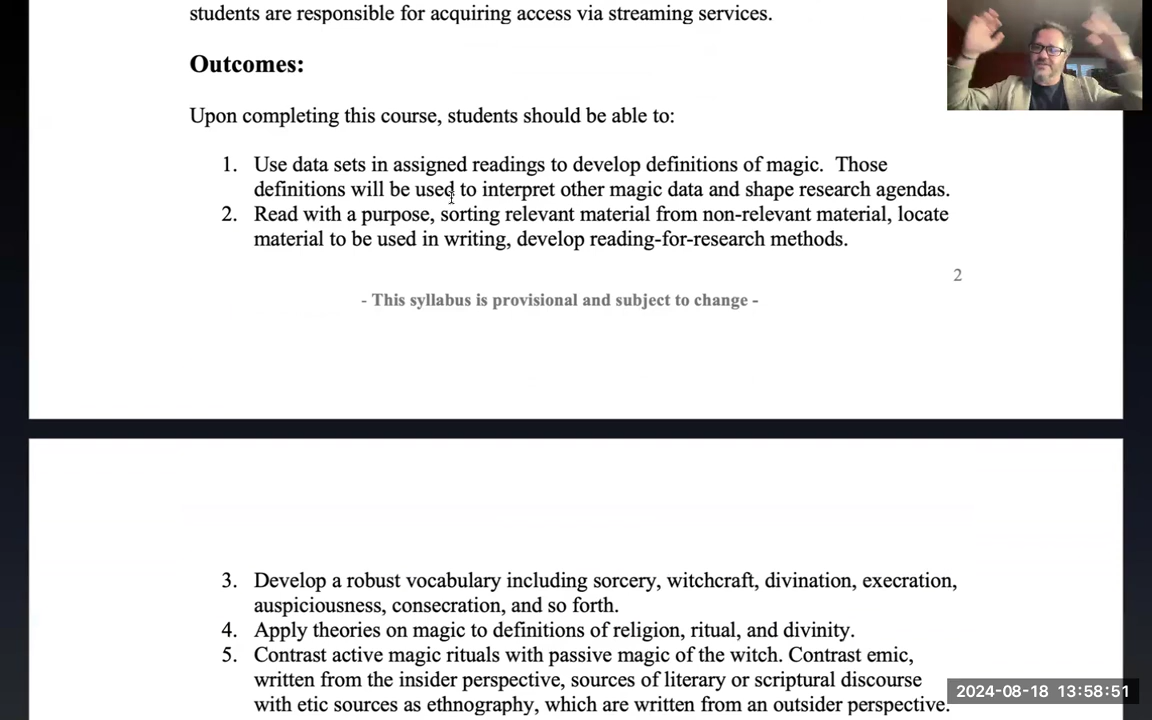 students are responsible for acquiring access via streaming services.
Outcomes:
Upon completing this course, students should be able to:
1. Use data sets in assigned readings to develop definitions of magic.  Those
definitions will be used to interpret other magic data and shape research agendas.
2. Read with a purpose, sorting relevant material from non-relevant material, locate
material to be used in writing, develop reading-for-research methods.
2
- This syllabus is provisional and subject to change -
3. Develop a robust vocabulary including sorcery, witchcraft, divination, execration,
auspiciousness, consecration, and so forth.
4. Apply theories on magic to definitions of religion, ritual, and divinity.
5. Contrast active magic rituals with passive magic of the witch. Contrast emic,
written from the insider perspective, sources of literary or scriptural discourse
with etic sources as ethnography, which are written from an outsider perspective.
2024-08-18 13:58:51